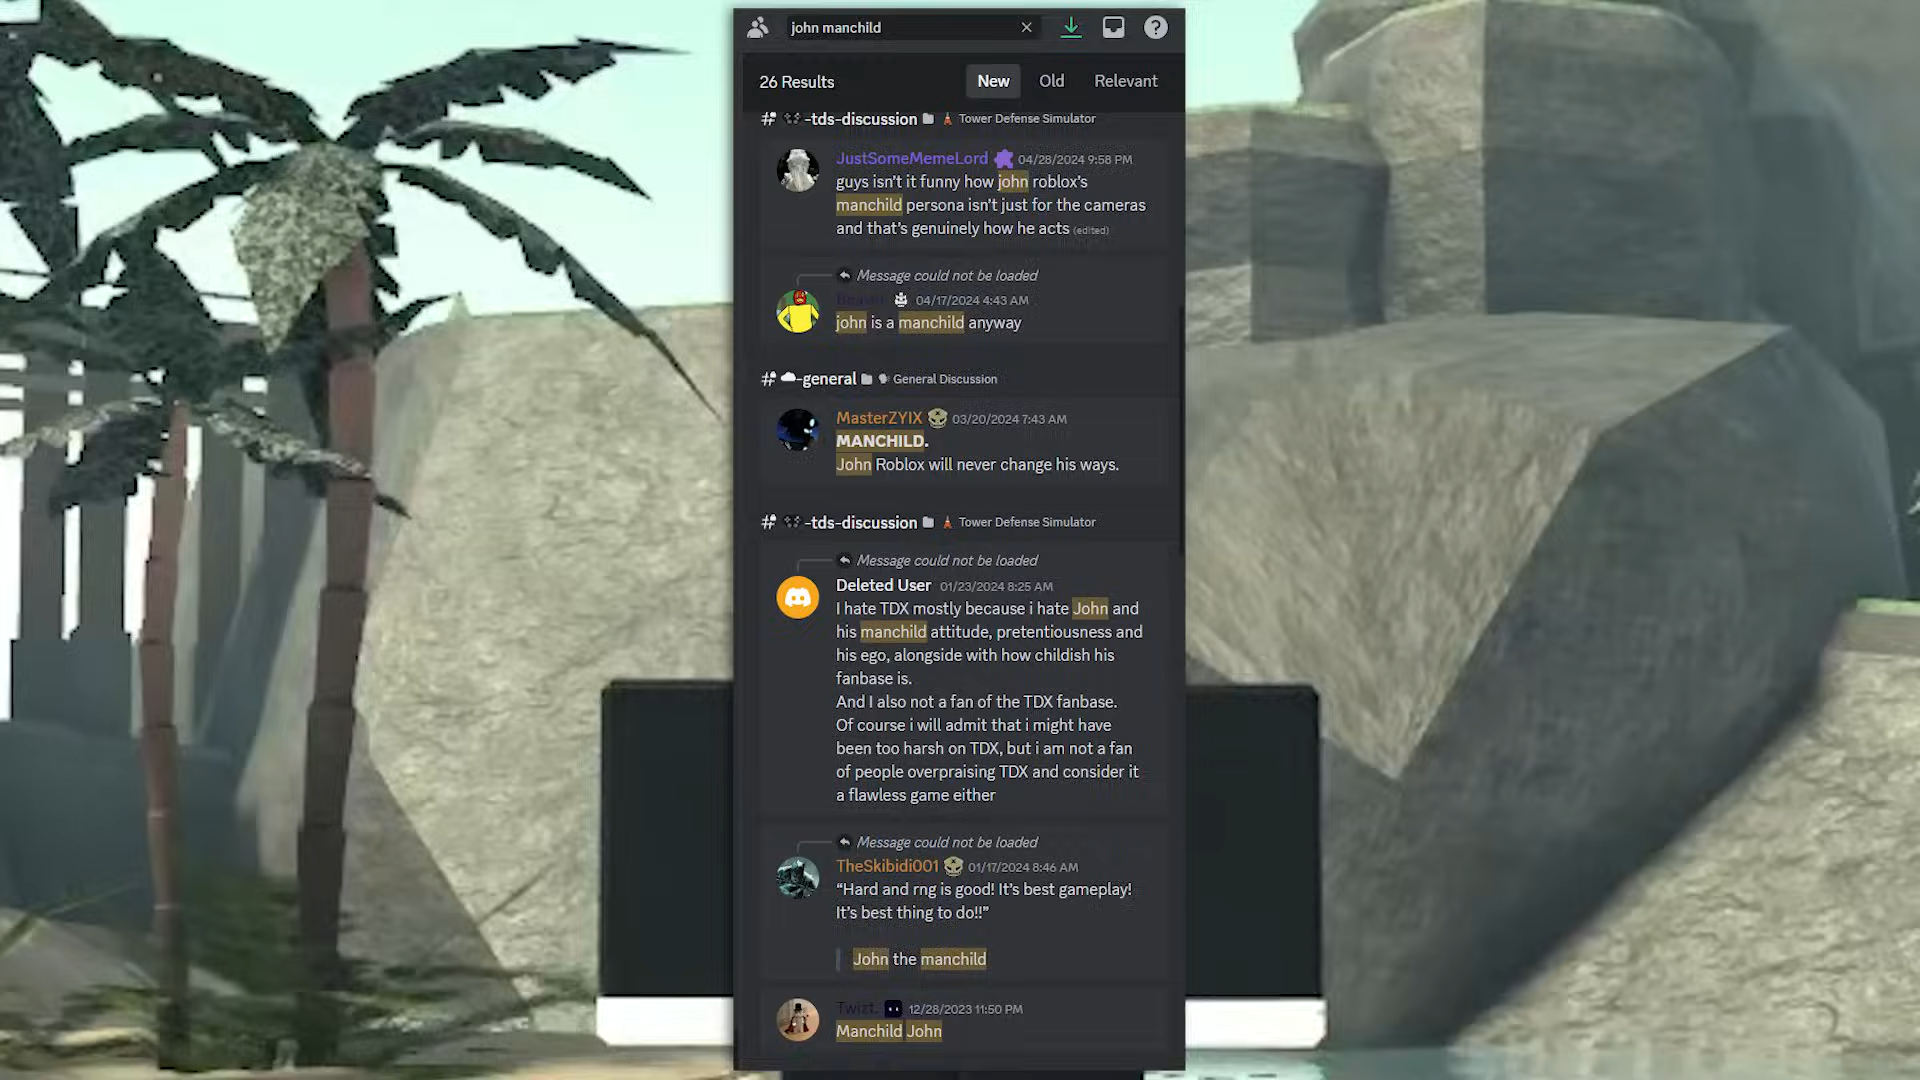 john manchild
26 Results
New
Old
Relevant
-tds-discussion
Tower Defense Simulator
JustSomeMemeLord 04/28/2024 9:58 PM
guys isn't it funny how john roblox's
manchild persona isn't just for the cameras
and that's genuinely how he acts (edited)
Message could not be loaded
04/17/2024 4:43 AM
john is a manchild anyway
-general
General Discussion
MasterZYIX 03/20/2024 7:43 AM
MANCHILD.
John Roblox will never change his ways.
-tds-discussion
Tower Defense Simulator
Message could not be loaded
Deleted User 01/23/2024 8:25 AM
I hate TDX mostly because i hate John and
his manchild attitude, pretentiousness and
his ego, alongside with how childish his
fanbase is.
And I also not a fan of the TDX fanbase.
Of course i will admit that i might have
been too harsh on TDX, but i am not a fan
of people overpraising TDX and consider it
a flawless game either
Message could not be loaded
TheSkibidi001 01/17/2024 8:46 AM
“Hard and rng is good! It's best gameplay!
It's best thing to do!!”
John the manchild
Twizt. 12/28/2023 11:50 PM
Manchild John